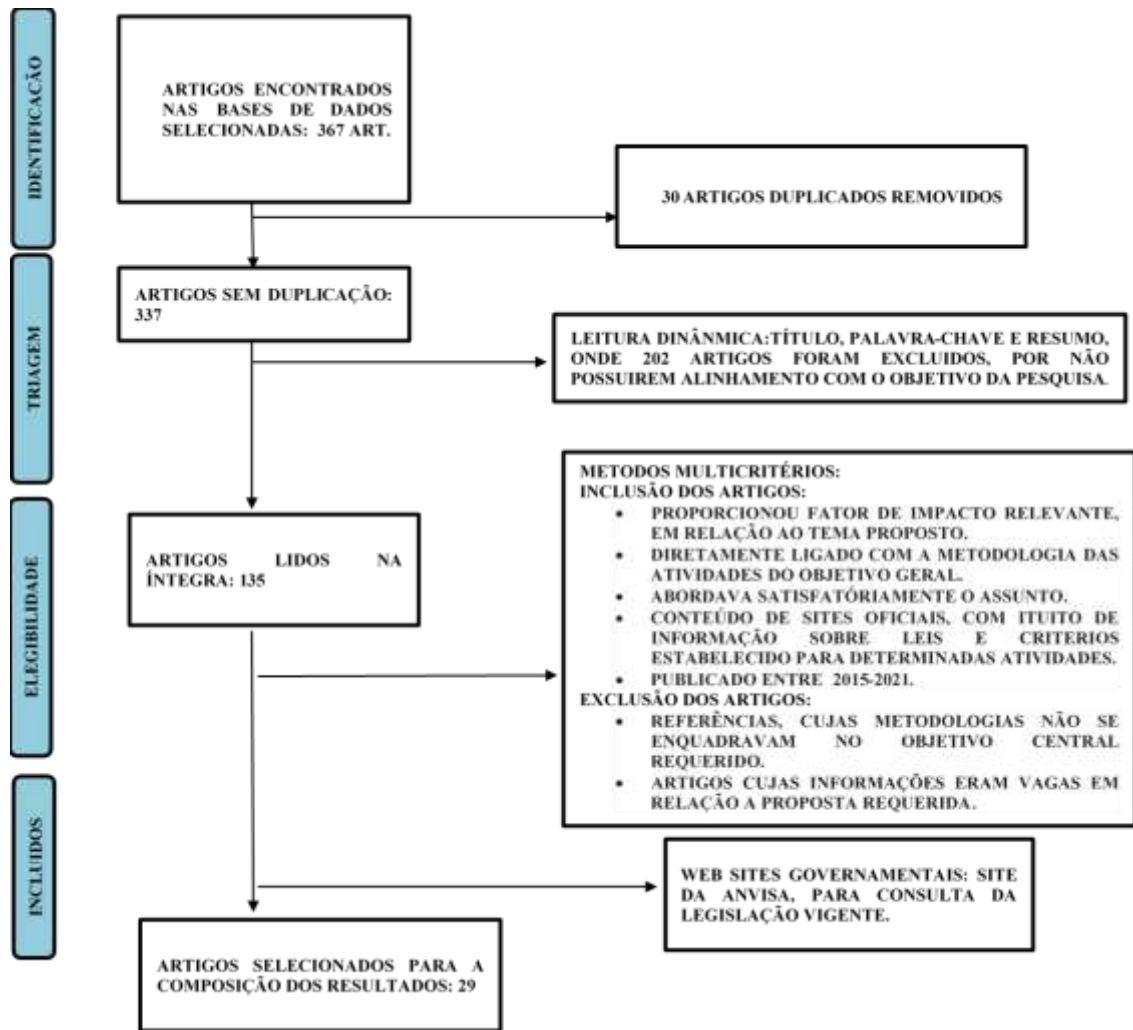 IDENTIFICACÃO
ARTIGOS ENCONTRADOS
NAS BASES DE DADOS
SELECIONADAS: 367 ART.
30 ARTIGOS DUPLICADOS REMOVIDOS
TRIAGEM
ARTIGOS SEM DUPLICAÇÃO:
337
LEITURA DINÂNMICA:TÍTULO, PALAVRA-CHAVE E RESUMO,
ONDE 202 ARTIGOS FORAM EXCLUIDOS, POR NÃO
POSSUIREM ALINHAMENTO COM O OBJETIVO DA PESQUISA.
ELEGIBILIDADE
ARTIGOS LIDOS NA
ÍNTEGRA: 135
METODOS MULTICRITÉRIOS:
INCLUSÃO DOS ARTIGOS:
• PROPORCIONOU FATOR DE IMPACTO RELEVANTE,
EM RELAÇÃO AO TEMA PROPOSTO.
• DIRETAMENTE LIGADO COM A METODOLOGIA DAS
ATIVIDADES DO OBJETIVO GERAL.
• ABORDAVA SATISFATÓRIAMENTE O ASSUNTO.
• CONTEÚDO DE SITES OFICIAIS, COM ITUITO DE
INFORMAÇÃO SOBRE LEIS E CRITERIOS
ESTABELECIDO PARA DETERMINADAS ATIVIDADES.
• PUBLICADO ENTRE 2015-2021.
EXCLUSÃO DOS ARTIGOS:
• REFERÊNCIAS, CUJAS METODOLOGIAS NÃO SE
ENQUADRAVAM NO OBJETIVO CENTRAL
REQUERIDO.
• ARTIGOS CUJAS INFORMAÇÕES ERAM VAGAS EM
RELAÇÃO A PROPOSTA REQUERIDA.
INCLUIDOS
WEB SITES GOVERNAMENTAIS: SITE
DA ANVISA, PARA CONSULTA DA
LEGISLAÇÃO VIGENTE.
ARTIGOS SELECIONADOS PARA A
COMPOSIÇÃO DOS RESULTADOS: 29